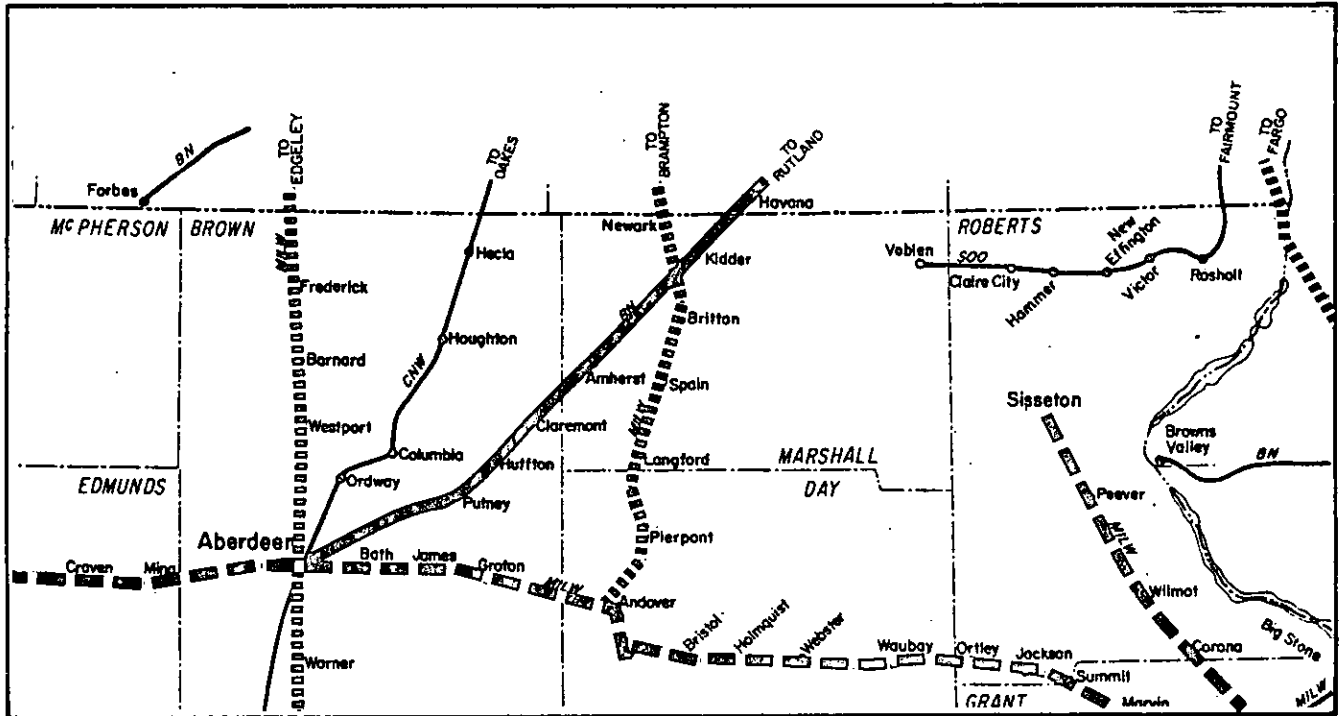 TO
EDGELEY
TO
OAKES
TO
BRAMPTON
TO
RUTLAND
TO
FAIRMOUNT
TO
FARGO
BN
Forbes
McPHERSON
BROWN
MILW
Frederick
Barnard
Westport
Hecla
Houghton
CNW
Columbia
Ordway
Newark
Havana
Kidder
BN
Britton
Amherst
Spain
Claremont
MILW
Huffton
Langford
Putney
Pierpont
MARSHALL
DAY
ROBERTS
Veblen
SOO
Claire City
Hammer
New
Effington
Victor
Rosholt
Sisseton
Browns
Valley
BN
Peever
MILW
Wilmot
Corona
Big Stone
EDMUNDS
Aberdeer
Craven
Mina
Bath
James
Groton
MILW
Andover
Bristol
Holmquist
Webster
Waubay
Ortley
Jackson
Summit
Marvin
GRANT
MILW
Warner